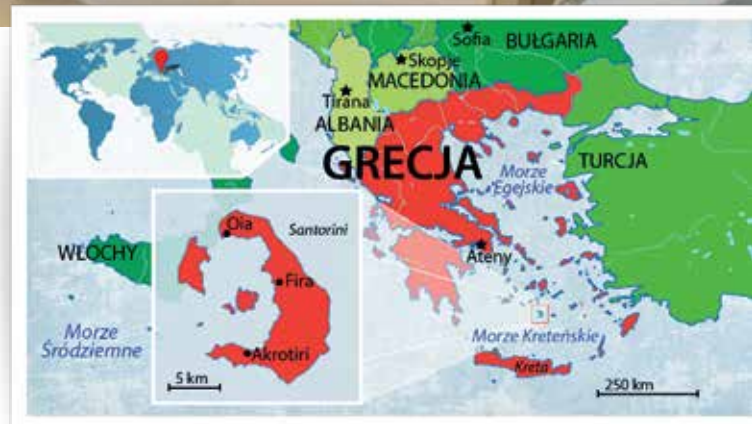 Sofia
BUŁGARIA
Skopje
MACEDONIA
Tirana
ALBANIA
GRECJA
Morze
Egejskie
TURCJA
Oia
Santorini
WŁOCHY
Ateny
Fira
Morze
Śródziemne
Morze Kreteńskie
Akrotiri
Kreta
5 km
250 km